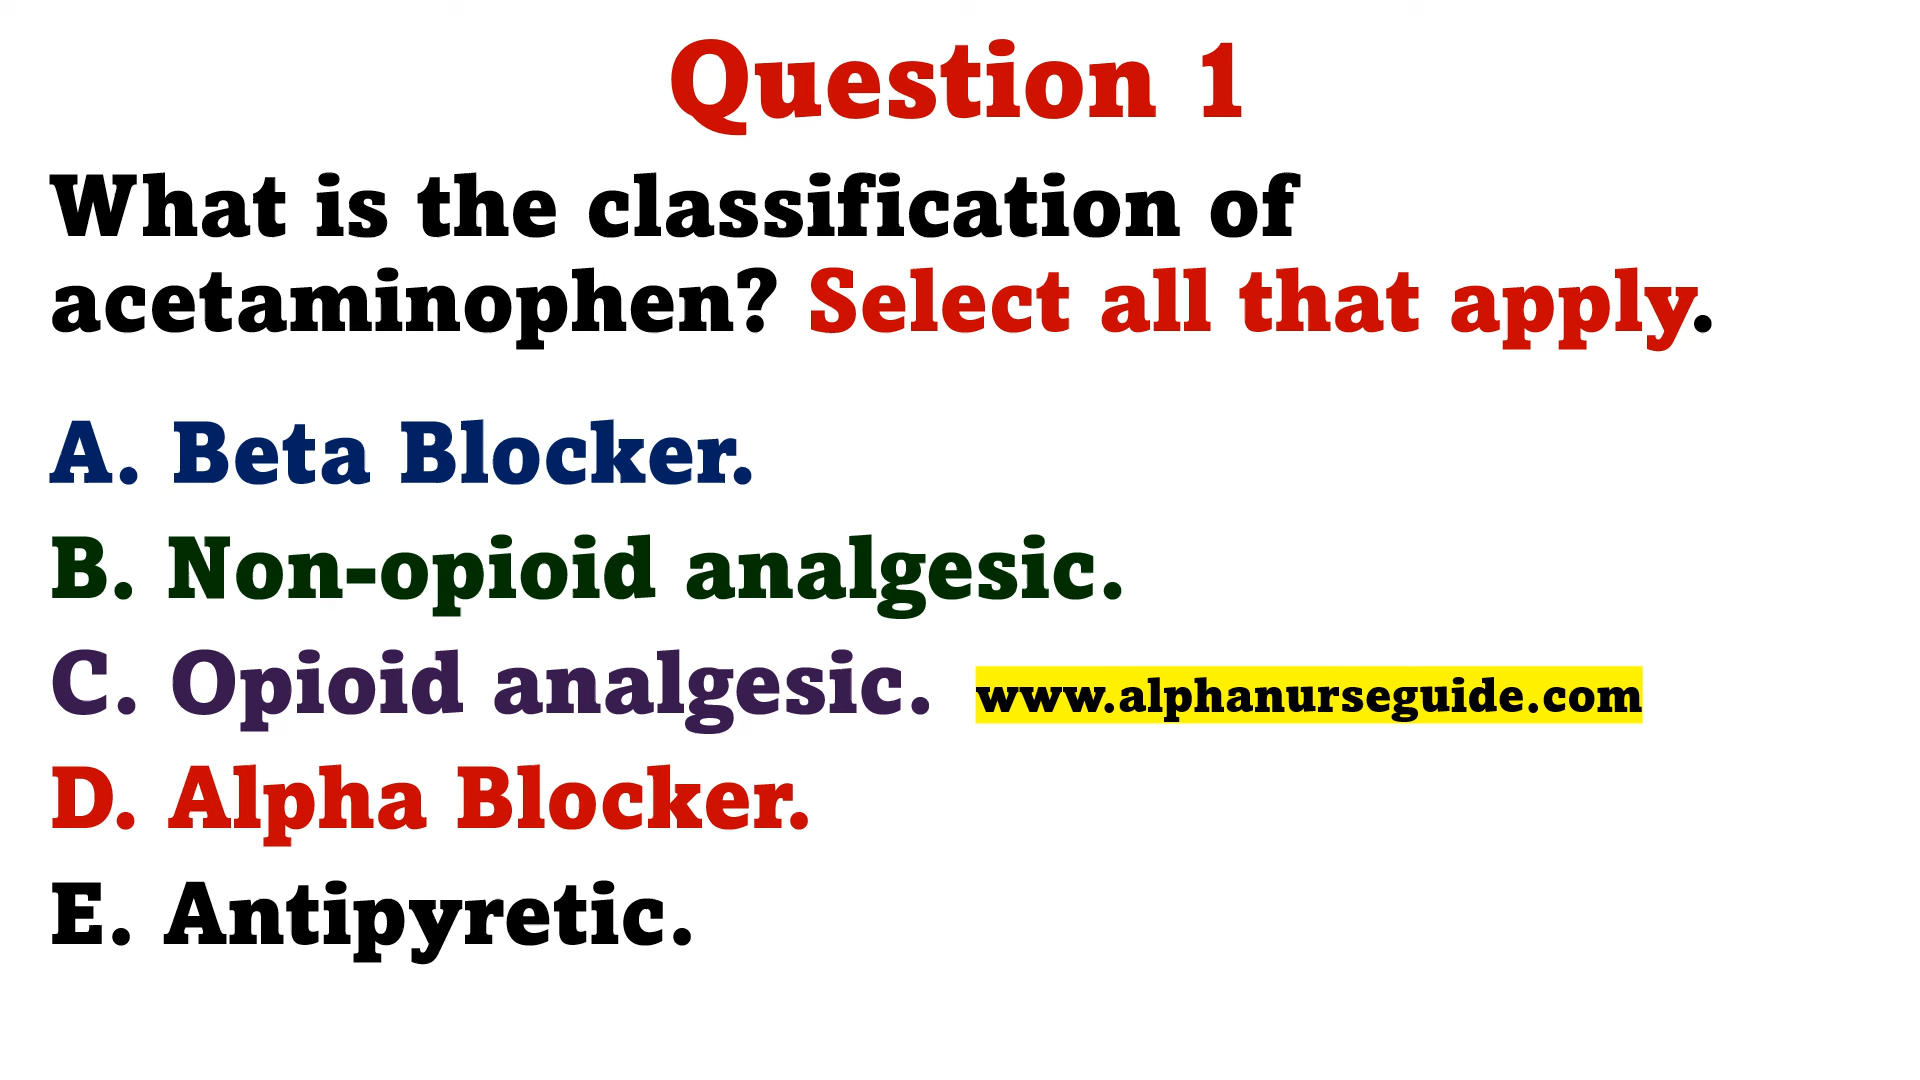 Question 1
What is the classification of
acetaminophen? Select all that apply.
A. Beta Blocker.
B. Non-opioid analgesic.
C. Opioid analgesic. www.alphanurseguide.com
D. Alpha Blocker.
E. Antipyretic.